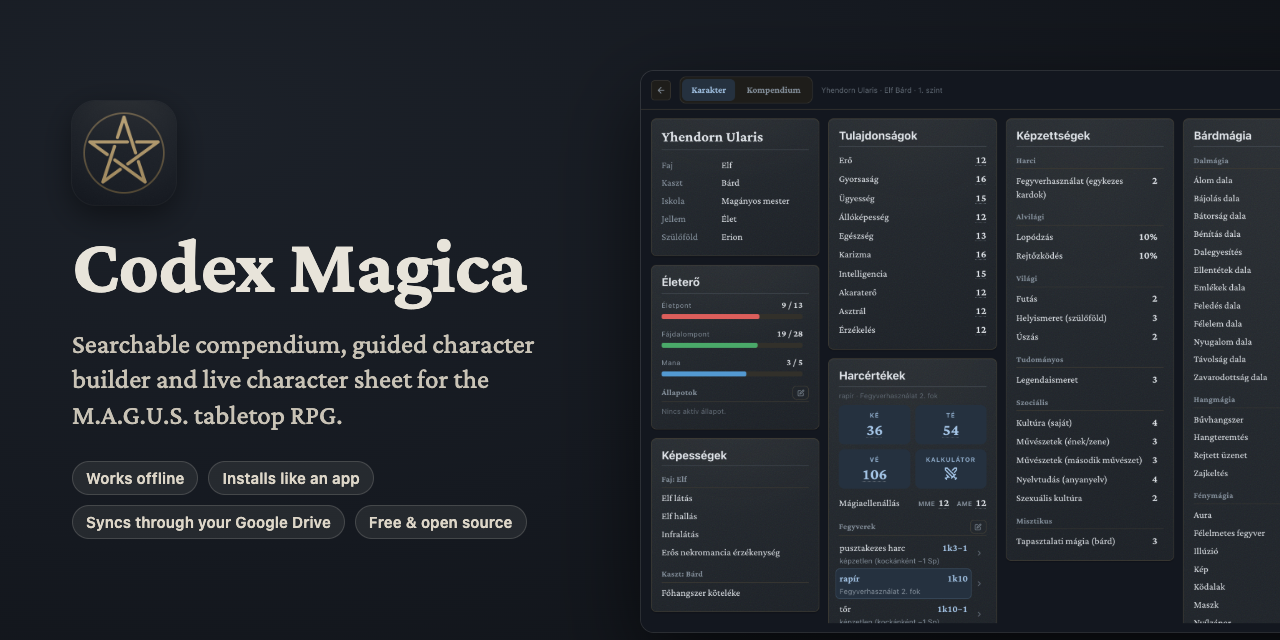 Codex Magica
Searchable compendium, guided character
builder and live character sheet for the
M.A.G.U.S. tabletop RPG.
Works offline
Installs like an app
Syncs through your Google Drive
Free & open source
Karakter
Kompendium
Yhendorn Ularis · Elf Bárd · 1. szint
Yhendorn Ularis
Faj Elf
Kaszt Bárd
Iskola Magányos mester
Jellem Élet
Szülőföld Erion
Életerő
Életpont 9 / 13
Fájdalompont 19 / 28
Mana 3 / 5
Állapotok
Nincs aktív állapot.
Képességek
Faj: Elf
Elf látás
Elf hallás
Infralátás
Erős nekromancia érzékenység
Kaszt: Bárd
Főhangszer köteléke
Tulajdonságok
Erő 12
Gyorsaság 16
Ügyesség 15
Állóképesség 12
Egészség 13
Karizma 16
Intelligencia 15
Akaraterő 12
Asztrál 12
Érzékelés 12
Harcértékek
rapír · Fegyverhasználat 2. fok
KÉ
36
TÉ
54
VÉ
106
KALKULÁTOR
Mágiaellenállás MME 12 AME 12
Fegyverek
pusztakezes harc 1k3−1
képzetlen (kockánként −1 Sp)
rapír 1k10
Fegyverhasználat 2. fok
tőr 1k10−1
képzetlen (kockánként −1 Sp)
Képzettségek
Harci
Fegyverhasználat (egykezes 2
kardok)
Alvilági
Lopódzás 10%
Rejtőzködés 10%
Világi
Futás 2
Helyismeret (szülőföld) 3
Úszás 2
Tudományos
Legendaismeret 3
Szociális
Kultúra (saját) 4
Művészetek (ének/zene) 3
Művészetek (második művészet) 3
Nyelvtudás (anyanyelv) 4
Szexuális kultúra 2
Misztikus
Tapasztalati mágia (bárd) 3
Bárdmágia
Dalmágia
Álom dala
Bájolás dala
Bátorság dala
Bénítás dala
Dalegyesítés
Ellentétek dala
Emlékek dala
Feledés dala
Félelem dala
Nyugalom dala
Távolság dala
Zavarodottság dala
Hangmágia
Bűvhangszer
Hangteremtés
Rejtett üzenet
Zajkeltés
Fénymágia
Aura
Félelmetes fegyver
Illúzió
Kép
Ködalak
Maszk